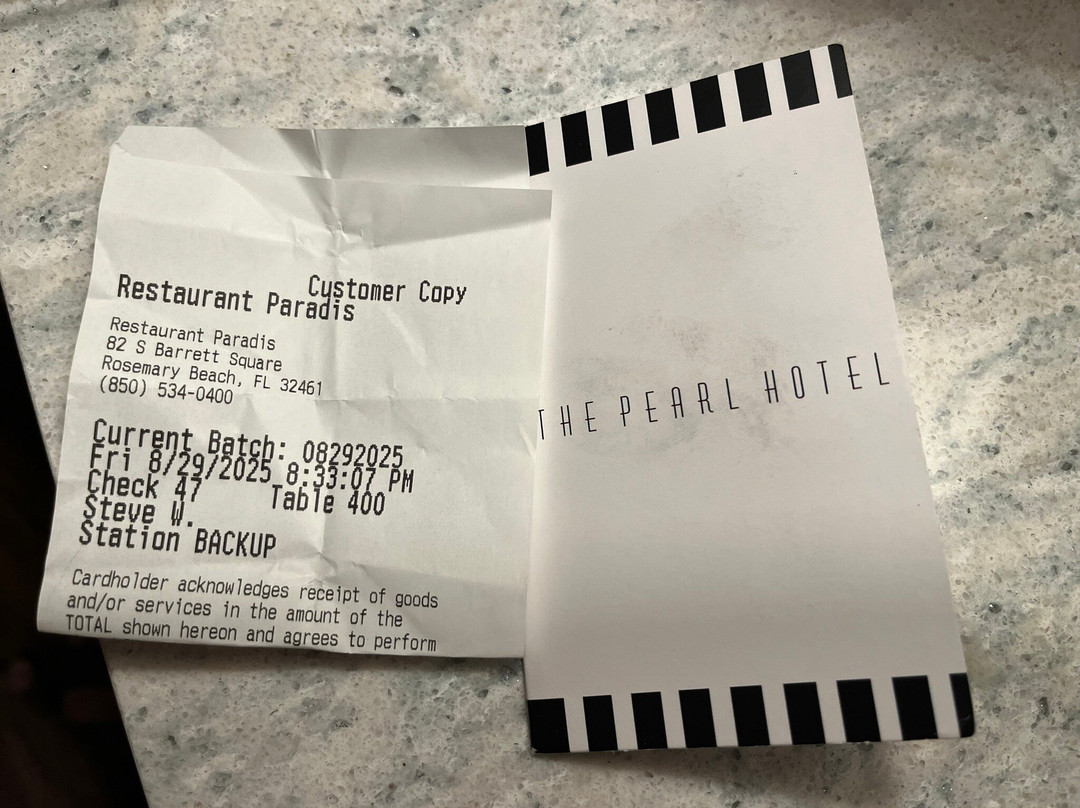 Customer Copy
Restaurant Paradis
Restaurant Paradis
82 S Barrett Square
Rosemary Beach, FL 32461
(850) 534-0400
Current Batch: 08292025
Fri 8/29/2025 8:33:07 PM
Check 47 Table 400
Steve W.
Station BACKUP
Cardholder acknowledges receipt of goods
and/or services in the amount of the
TOTAL shown hereon and agrees to perform
THE PEARL HOTEL